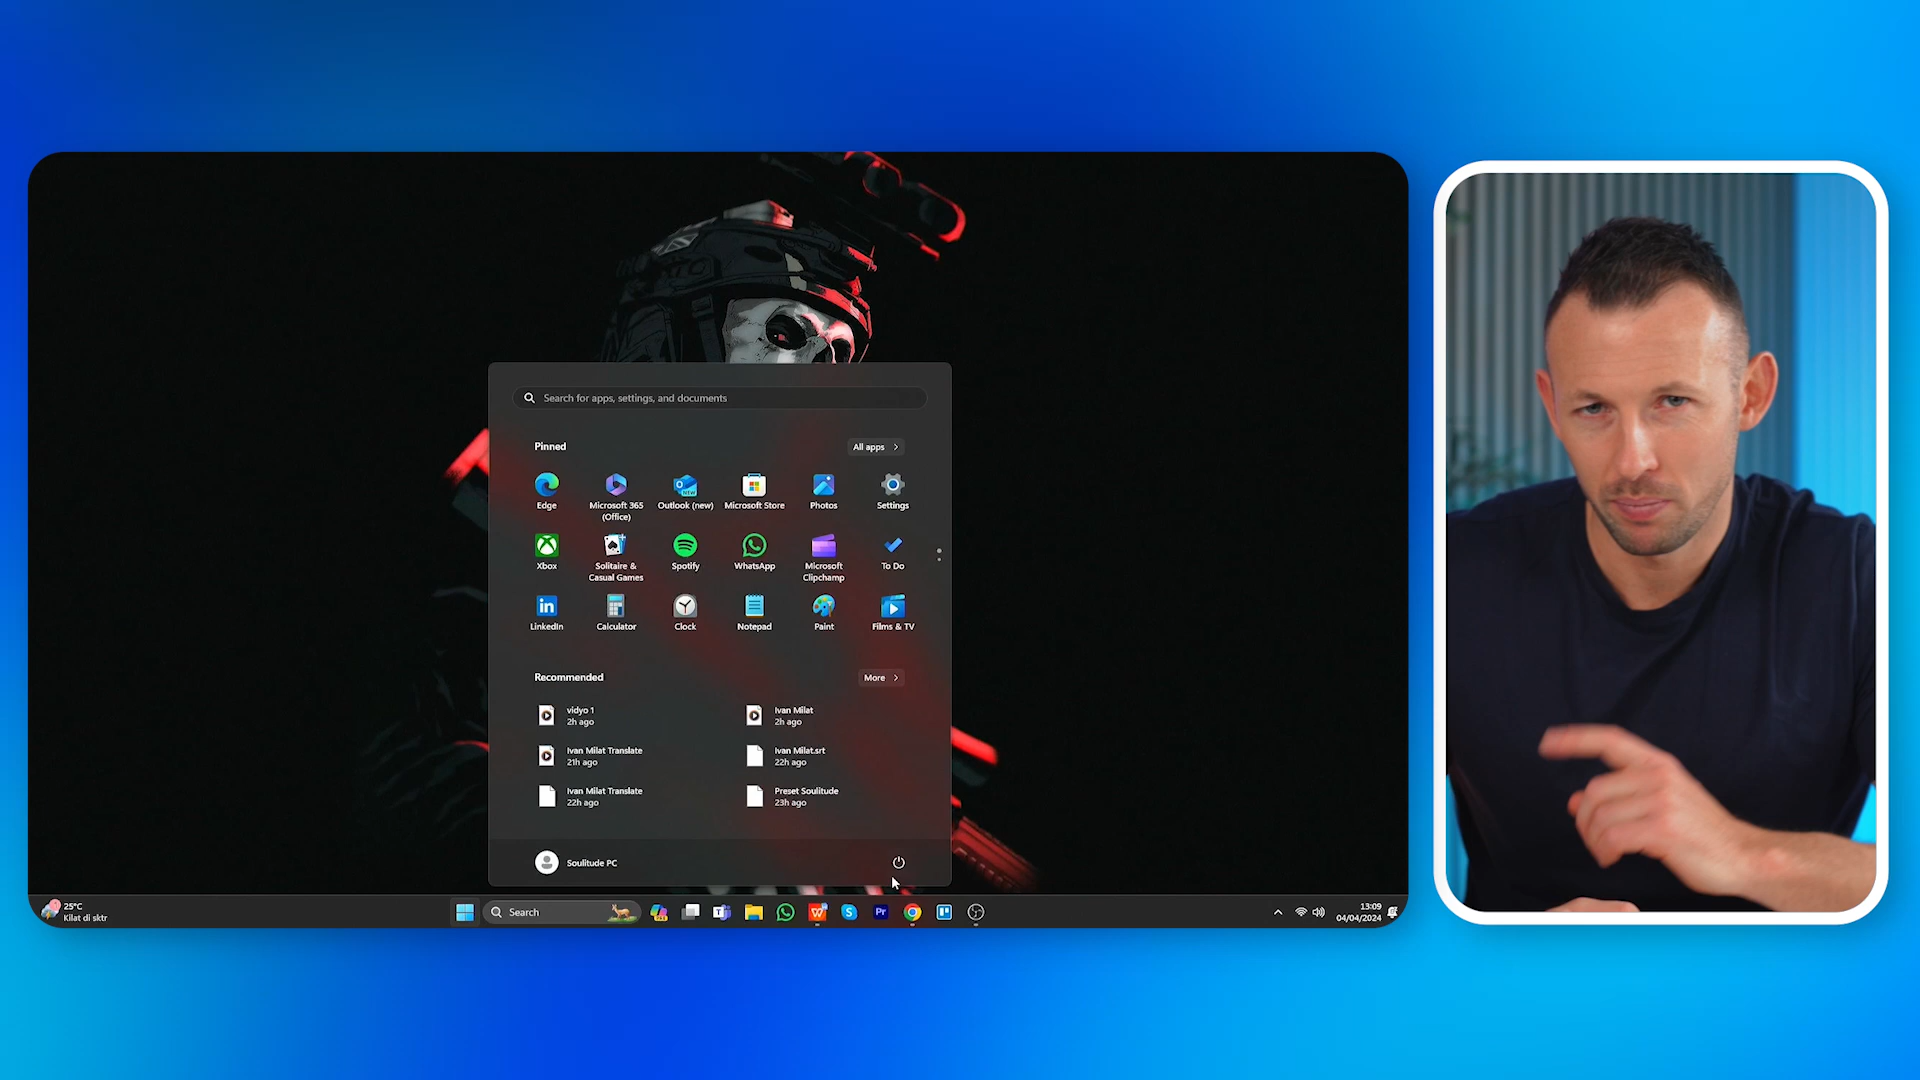 Search for apps, settings, and documents
Pinned
All apps
Edge
Microsoft 365
(Office)
Outlook (new)
Microsoft Store
Photos
Settings
Xbox
Solitaire &
Casual Games
Spotify
WhatsApp
Microsoft
Clipchamp
To Do
LinkedIn
Calculator
Clock
Notepad
Paint
Films & TV
Recommended
More
vidyo 1
2h ago
Ivan Milat
2h ago
Ivan Milat Translate
21h ago
Ivan Milat.srt
22h ago
Ivan Milat Translate
22h ago
Preset Soulitude
23h ago
Soulitude PC
25°C
Kilat di sktr
Search
13:09
04/04/2024